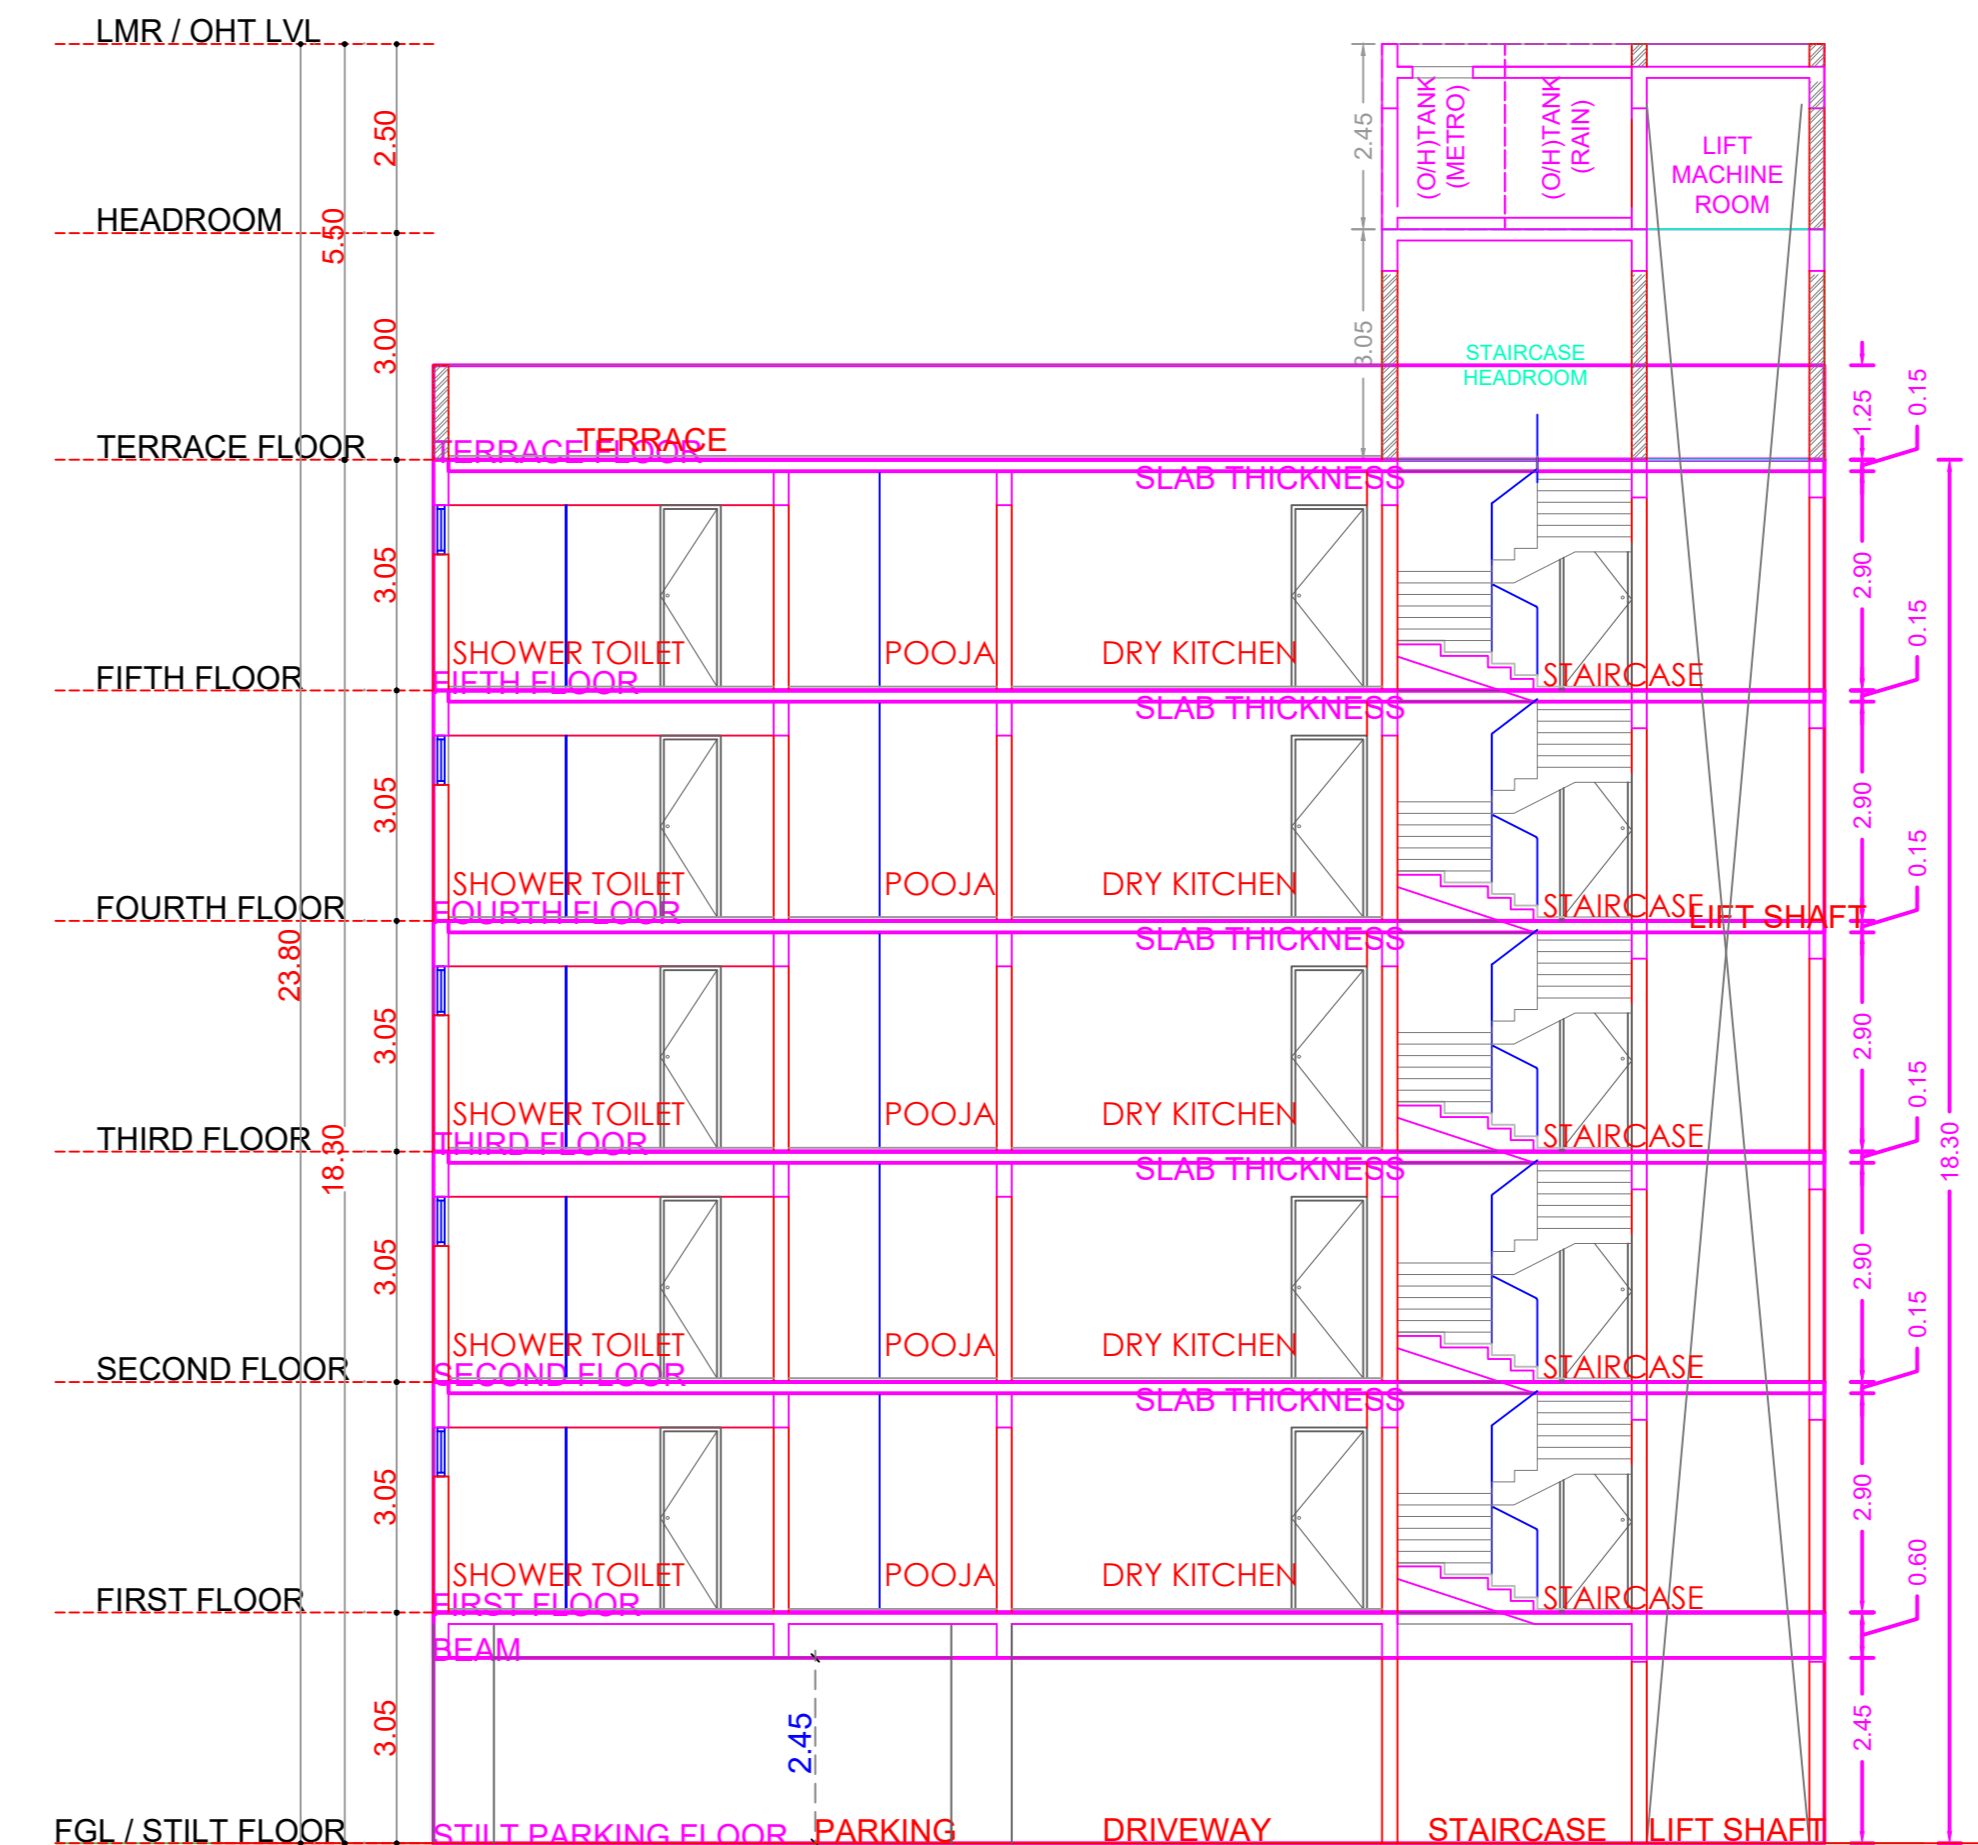 LMR / OHT LVL
2.50
2.45
(O/H)TANK
(METRO)
(O/H)TANK
(RAIN)
LIFT
MACHINE
ROOM
HEADROOM
5.50
3.00
3.05
STAIRCASE
HEADROOM
1.25
0.15
TERRACE FLOOR
TERRACE FLOOR
TERRACE
SLAB THICKNESS
3.05
2.90
0.15
SHOWER TOILET
POOJA
DRY KITCHEN
STAIRCASE
FIFTH FLOOR
FIFTH FLOOR
SLAB THICKNESS
3.05
2.90
0.15
SHOWER TOILET
POOJA
DRY KITCHEN
STAIRCASE
FOURTH FLOOR
FOURTH FLOOR
LIFT SHAFT
SLAB THICKNESS
23.80
3.05
2.90
0.15
SHOWER TOILET
POOJA
DRY KITCHEN
STAIRCASE
THIRD FLOOR
THIRD FLOOR
18.30
18.30
SLAB THICKNESS
3.05
2.90
0.15
SHOWER TOILET
POOJA
DRY KITCHEN
STAIRCASE
SECOND FLOOR
SECOND FLOOR
SLAB THICKNESS
3.05
2.90
0.60
SHOWER TOILET
POOJA
DRY KITCHEN
STAIRCASE
FIRST FLOOR
FIRST FLOOR
BEAM
3.05
2.45
2.45
FGL / STILT FLOOR
STILT PARKING FLOOR
PARKING
DRIVEWAY
STAIRCASE
LIFT SHAFT